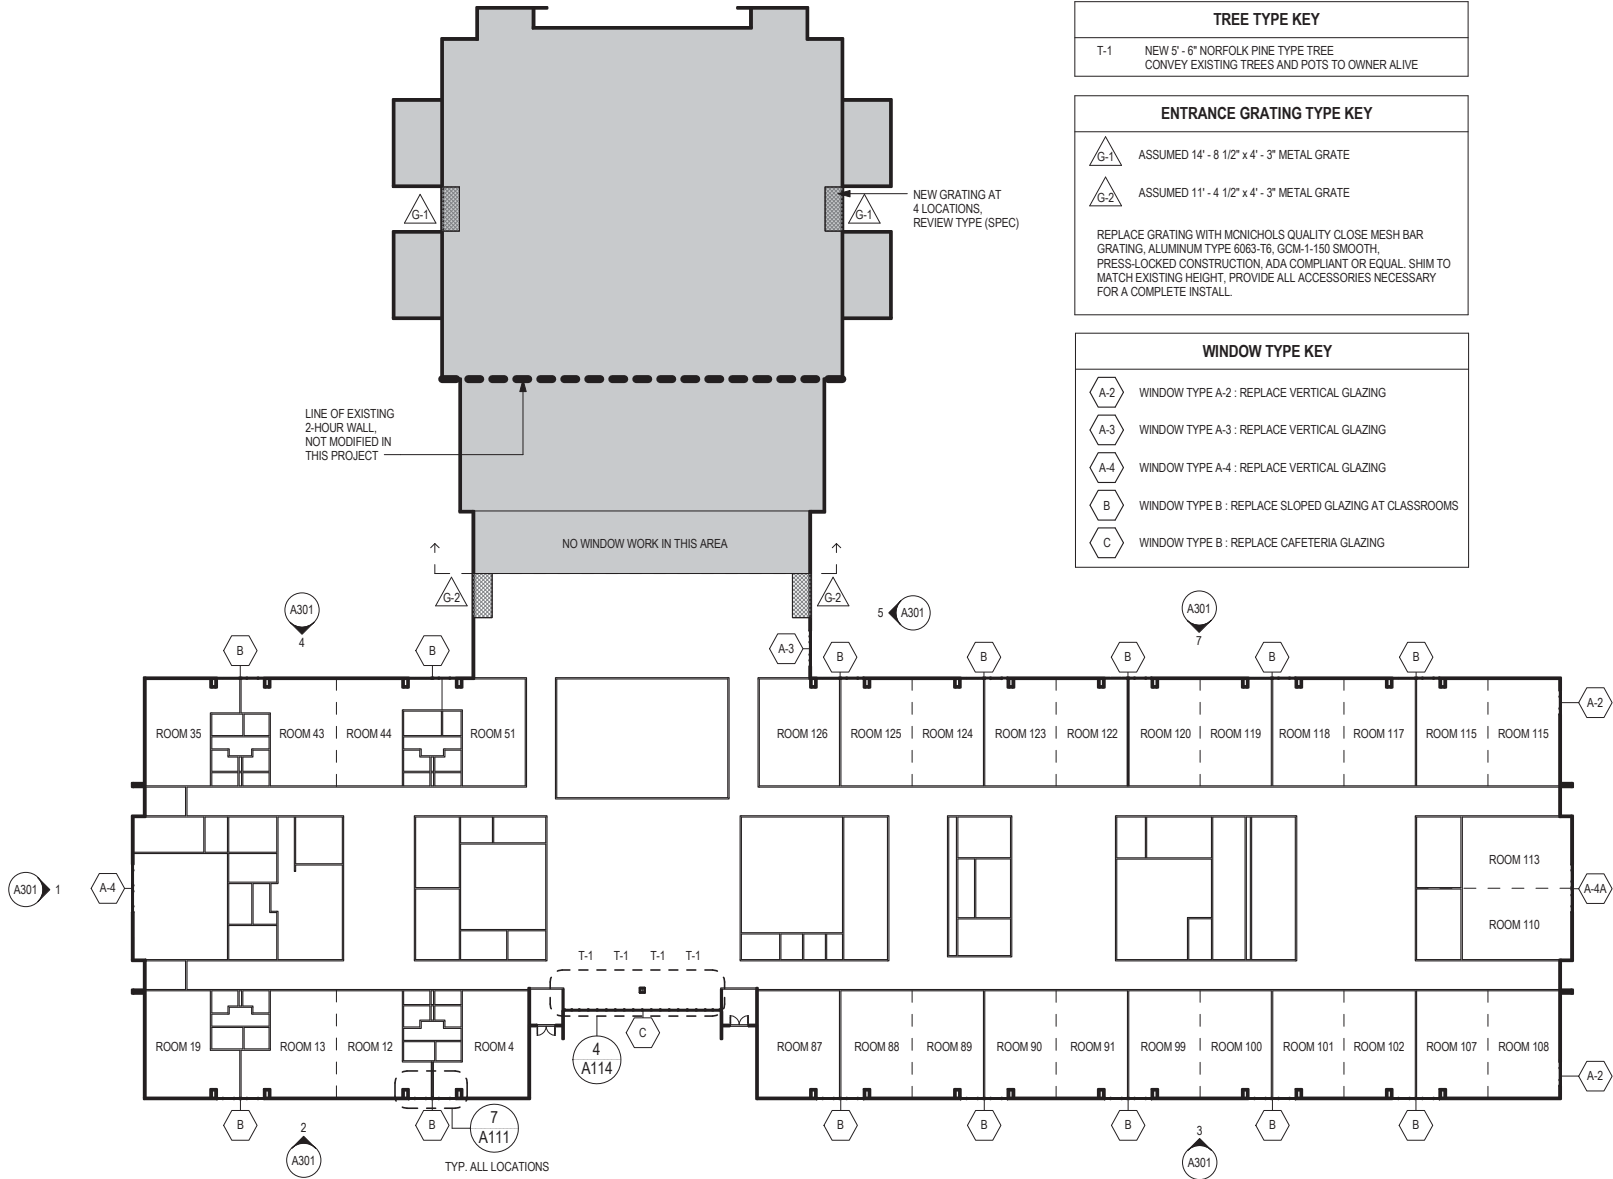 TREE TYPE KEY
T-1 NEW 5' - 6" NORFOLK PINE TYPE TREE
CONVEY EXISTING TREES AND POTS TO OWNER ALIVE
ENTRANCE GRATING TYPE KEY
G-1 ASSUMED 14' - 8 1/2" x 4' - 3" METAL GRATE
G-2 ASSUMED 11' - 4 1/2" x 4' - 3" METAL GRATE
REPLACE GRATING WITH MCNICHOLS QUALITY CLOSE MESH BAR
GRATING, ALUMINUM TYPE 6063-T6, GCM-1-150 SMOOTH,
PRESS-LOCKED CONSTRUCTION, ADA COMPLIANT OR EQUAL. SHIM TO
MATCH EXISTING HEIGHT, PROVIDE ALL ACCESSORIES NECESSARY
FOR A COMPLETE INSTALL.
WINDOW TYPE KEY
A-2 WINDOW TYPE A-2 : REPLACE VERTICAL GLAZING
A-3 WINDOW TYPE A-3 : REPLACE VERTICAL GLAZING
A-4 WINDOW TYPE A-4 : REPLACE VERTICAL GLAZING
B WINDOW TYPE B : REPLACE SLOPED GLAZING AT CLASSROOMS
C WINDOW TYPE B : REPLACE CAFETERIA GLAZING
G-1
G-1
NEW GRATING AT
4 LOCATIONS,
REVIEW TYPE (SPEC)
LINE OF EXISTING
2-HOUR WALL,
NOT MODIFIED IN
THIS PROJECT
NO WINDOW WORK IN THIS AREA
G-2
G-2
A301
4
5 A301
A301
7
B
B
A-3
B
B
B
B
B
A-2
ROOM 35
ROOM 43
ROOM 44
ROOM 51
ROOM 126
ROOM 125
ROOM 124
ROOM 123
ROOM 122
ROOM 120
ROOM 119
ROOM 118
ROOM 117
ROOM 115
ROOM 115
A301 1
A-4
ROOM 113
A-4A
ROOM 110
T-1
T-1
T-1
T-1
C
4
A114
ROOM 19
ROOM 13
ROOM 12
ROOM 4
ROOM 87
ROOM 88
ROOM 89
ROOM 90
ROOM 91
ROOM 99
ROOM 100
ROOM 101
ROOM 102
ROOM 107
ROOM 108
A-2
B
B
7
A111
B
B
B
B
B
2
A301
TYP. ALL LOCATIONS
3
A301